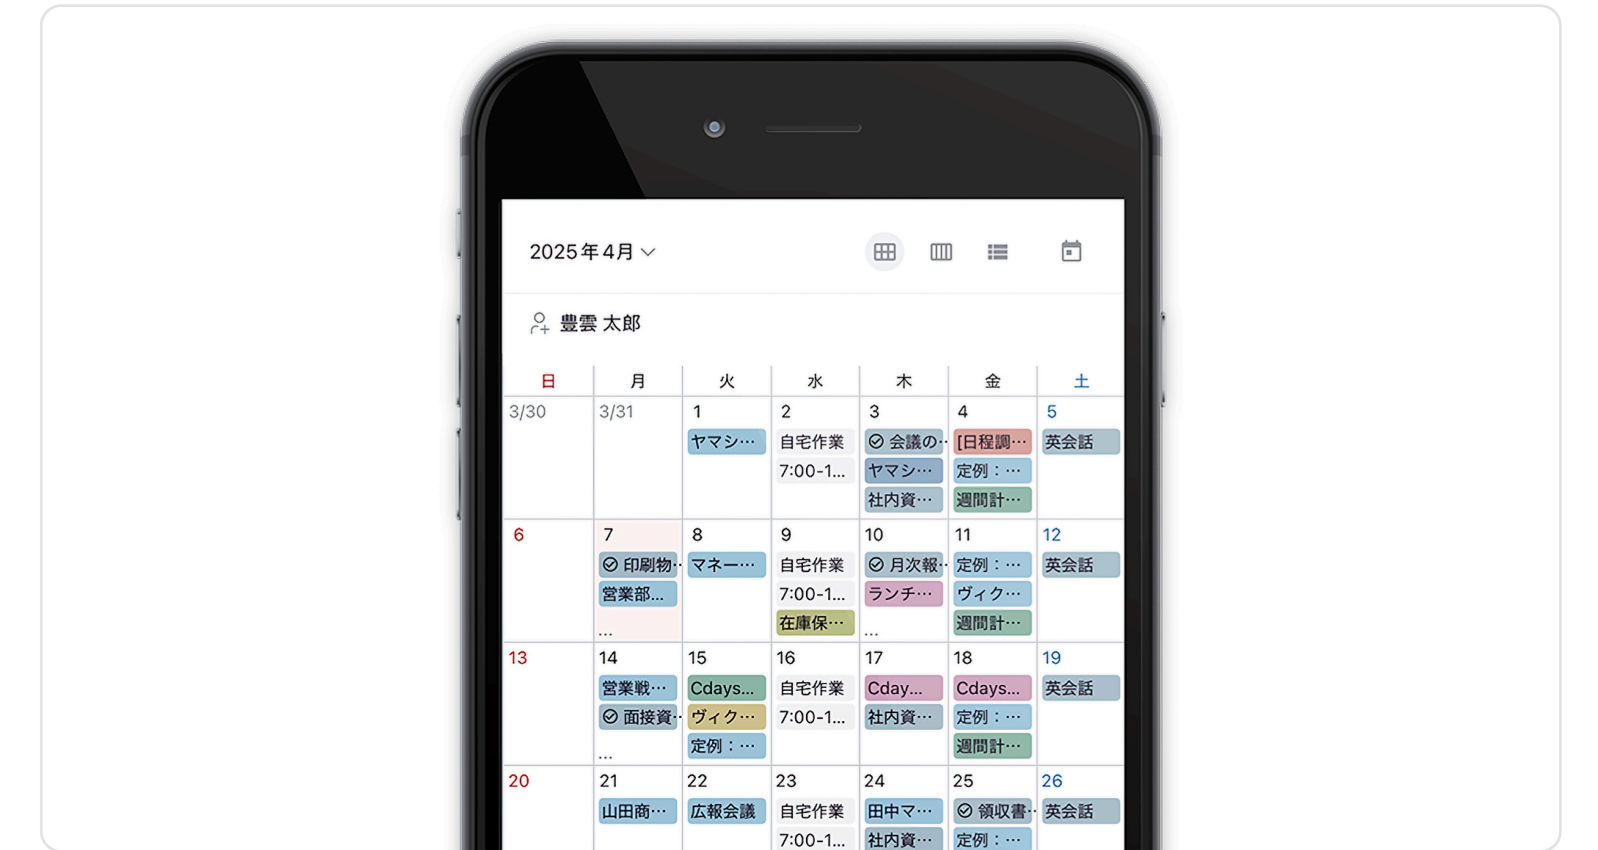 2025年4月
豊雲 太郎
日 月 火 水 木 金 土
3/30 3/31 1 2 3 4 5
ヤマシ… 自宅作業 会議の… [日程調… 英会話
7:00-1... ヤマシ… 定例：…
社内資… 週間計…
6 7 8 9 10 11 12
印刷物… マネー… 自宅作業 月次報… 定例：… 英会話
営業部... 7:00-1... ランチ… ヴィク…
... 在庫保… ... 週間計…
13 14 15 16 17 18 19
営業戦… Cdays... 自宅作業 Cday... Cdays... 英会話
面接資… ヴィク… 7:00-1... 社内資… 定例：…
... 定例：… 週間計…
20 21 22 23 24 25 26
山田商… 広報会議 自宅作業 田中マ… 領収書… 英会話
7:00-1... 社内資… 定例：…